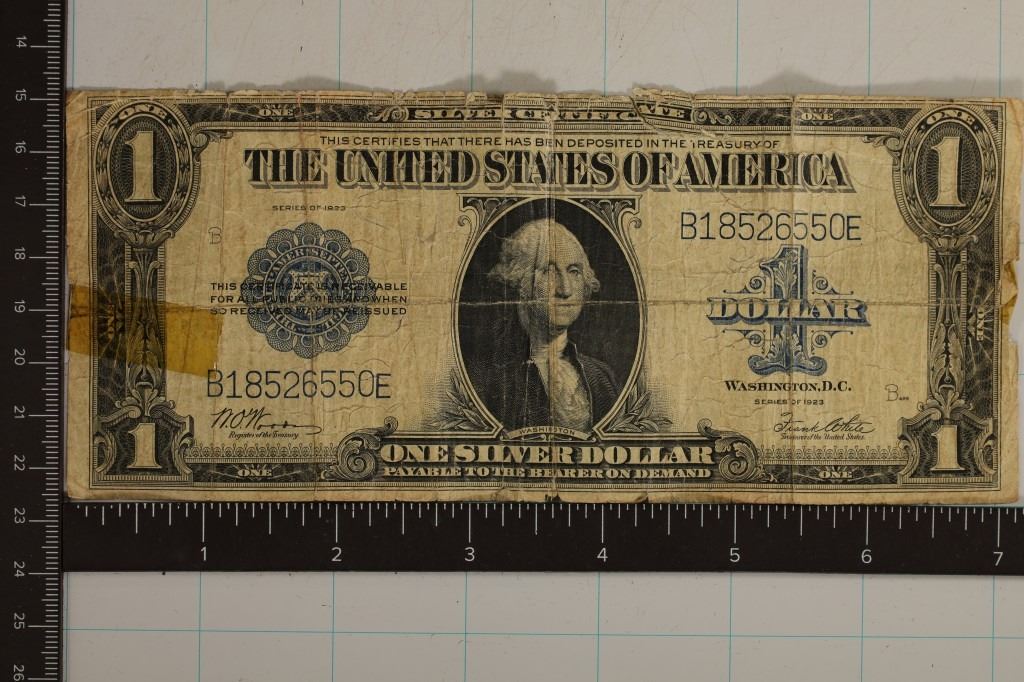 14
15
16
17
18
19
20
21
22
23
24
25
26
ONE SILVER CERTIFICATE ONE
ONE ONE
1 1
THIS CERTIFIES THAT THERE HAS BEEN DEPOSITED IN THE TREASURY OF
THE UNITED STATES OF AMERICA
SERIES OF 1923
B
B18526550E
THIS CERTIFICATE IS RECEIVABLE
FOR ALL PUBLIC DUES AND WHEN
SO RECEIVED MAY BE REISSUED
1
DOLLAR
ONE
B18526550E
WASHINGTON, D.C.
SERIES OF 1923
B
Register of the Treasury
Treasurer of the United States.
WASHINGTON
1 1
ONE SILVER DOLLAR
PAYABLE TO THE BEARER ON DEMAND
ONE ONE
1 2 3 4 5 6 7